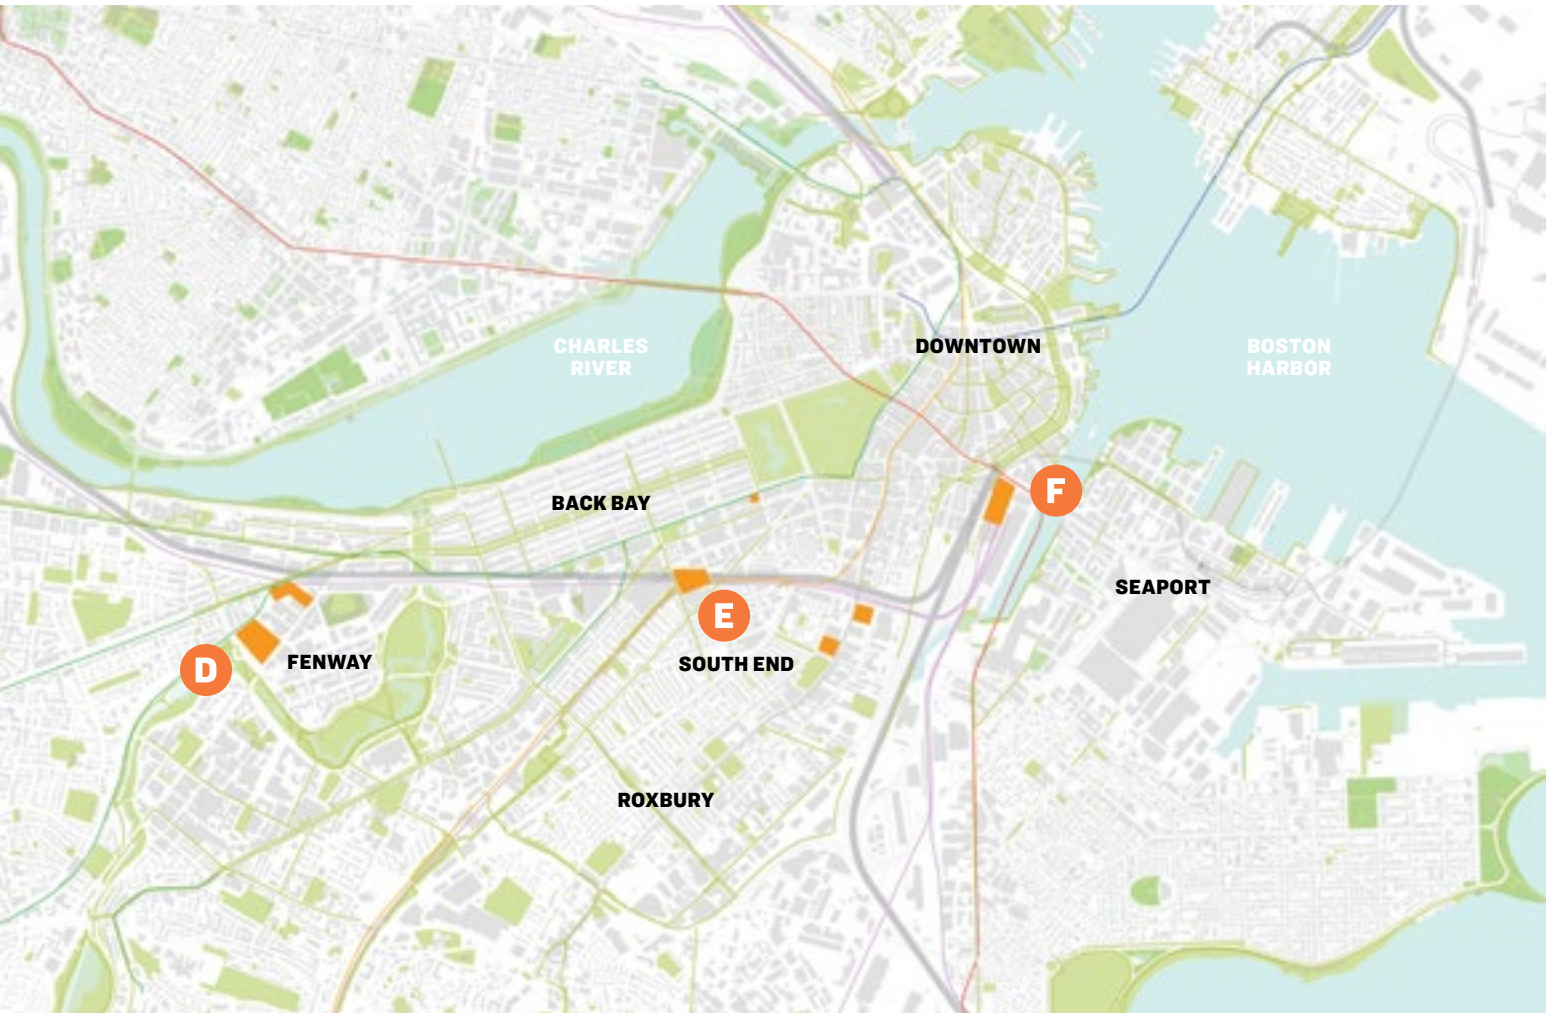 CHARLES
RIVER
DOWNTOWN
BOSTON
HARBOR
BACK BAY
F
SEAPORT
E
D
FENWAY
SOUTH END
ROXBURY